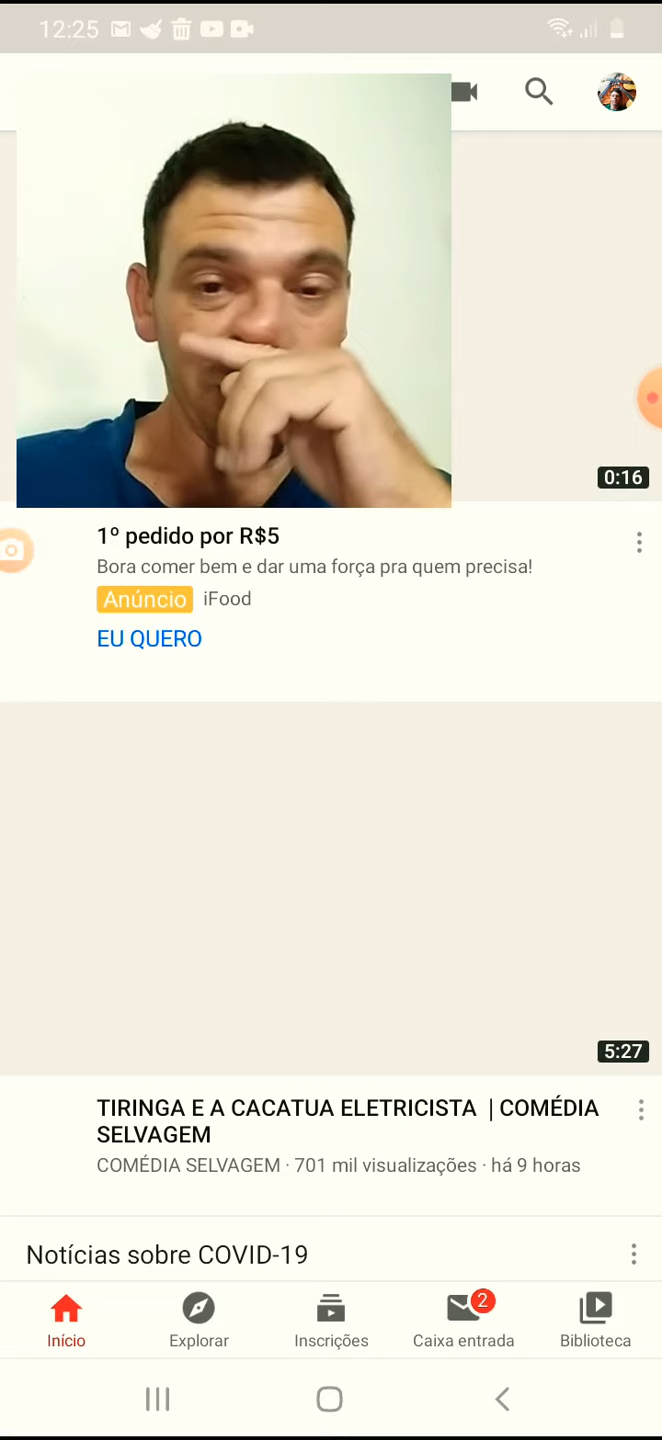 12:25
0:16
1º pedido por R$5
Bora comer bem e dar uma força pra quem precisa!
Anúncio iFood
EU QUERO
5:27
TIRINGA E A CACATUA ELETRICISTA | COMÉDIA
SELVAGEM
COMÉDIA SELVAGEM · 701 mil visualizações · há 9 horas
Notícias sobre COVID-19
2
Início Explorar Inscrições Caixa entrada Biblioteca